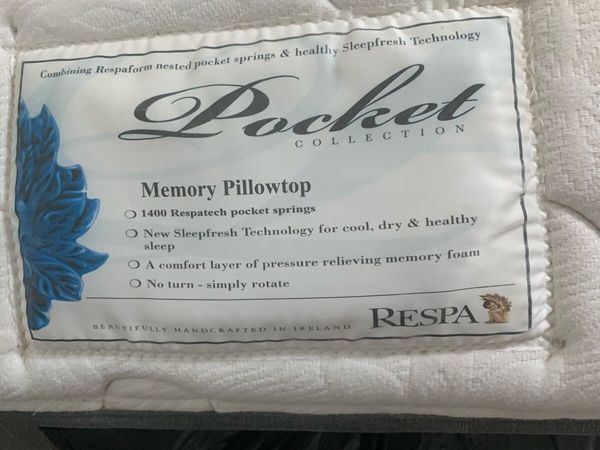 Combining Respaform nested pocket springs & healthy Sleepfresh Technology
Pocket
COLLECTION
Memory Pillowtop
1400 Respatech pocket springs
New Sleepfresh Technology for cool, dry & healthy
sleep
A comfort layer of pressure relieving memory foam
No turn - simply rotate
BEAUTIFULLY HANDCRAFTED IN IRELAND
RESPA